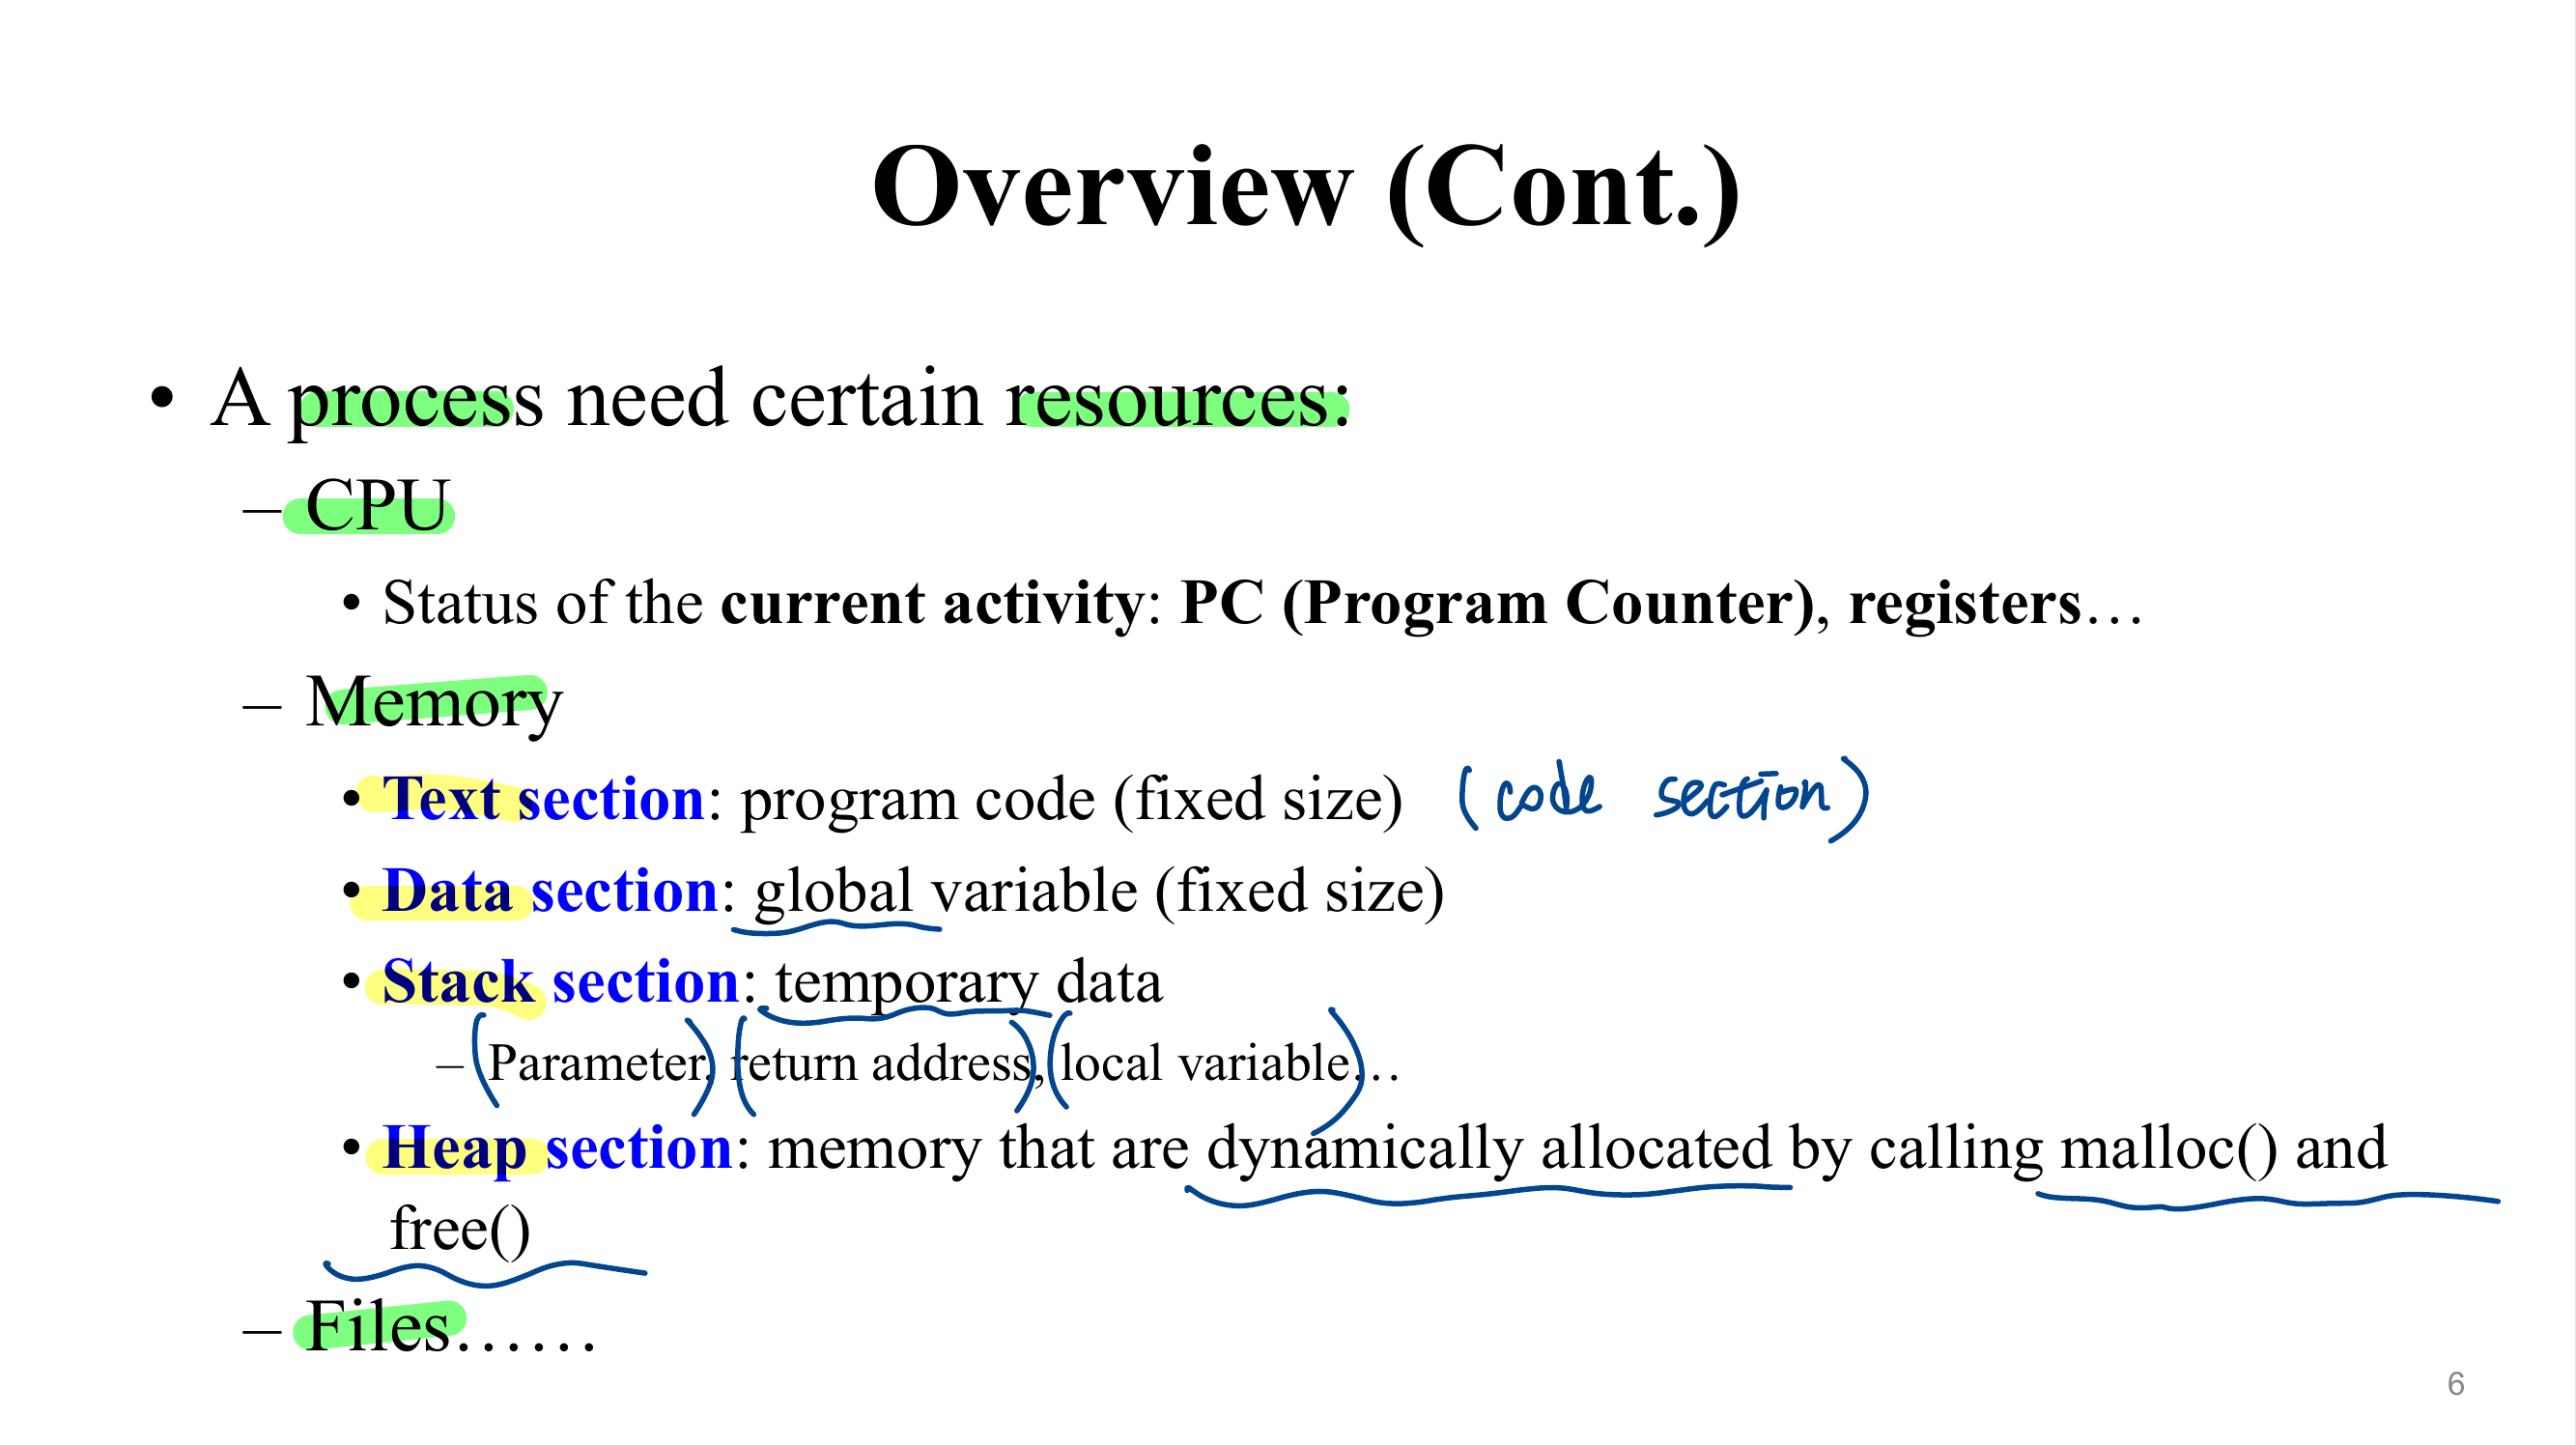 Overview (Cont.)
• A process need certain resources:
– CPU
• Status of the current activity: PC (Program Counter), registers…
– Memory
• Text section: program code (fixed size) (code section)
• Data section: global variable (fixed size)
• Stack section: temporary data
– Parameter, return address, local variable…
• Heap section: memory that are dynamically allocated by calling malloc() and
free()
– Files……
6